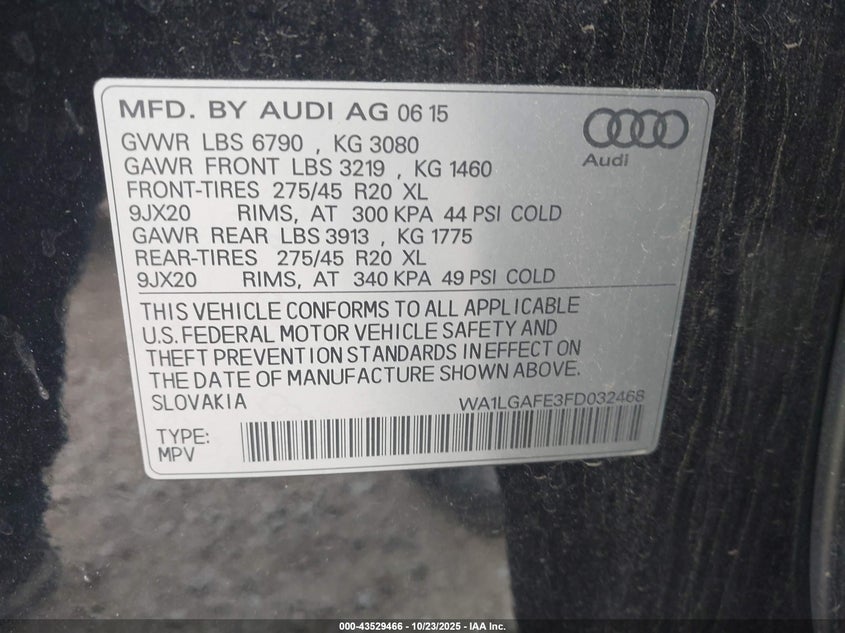 MFD. BY AUDI AG 06 15
Audi
GVWR LBS 6790 , KG 3080
GAWR FRONT LBS 3219 , KG 1460
FRONT-TIRES 275/45 R20 XL
9JX20 RIMS, AT 300 KPA 44 PSI COLD
GAWR REAR LBS 3913 , KG 1775
REAR-TIRES 275/45 R20 XL
9JX20 RIMS, AT 340 KPA 49 PSI COLD
THIS VEHICLE CONFORMS TO ALL APPLICABLE
U.S. FEDERAL MOTOR VEHICLE SAFETY AND
THEFT PREVENTION STANDARDS IN EFFECT ON
THE DATE OF MANUFACTURE SHOWN ABOVE.
SLOVAKIA WA1LGAFE3FD032468
TYPE:
MPV
000-43529466 - 10/23/2025 - IAA Inc.